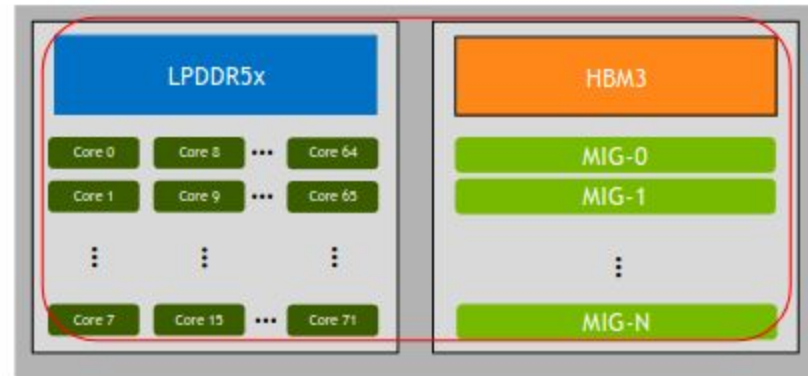 LPDDR5x
HBM3
Core 0 Core 8 ••• Core 64
MIG-0
Core 1 Core 9 ••• Core 65
MIG-1
Core 7 Core 15 ••• Core 71
MIG-N